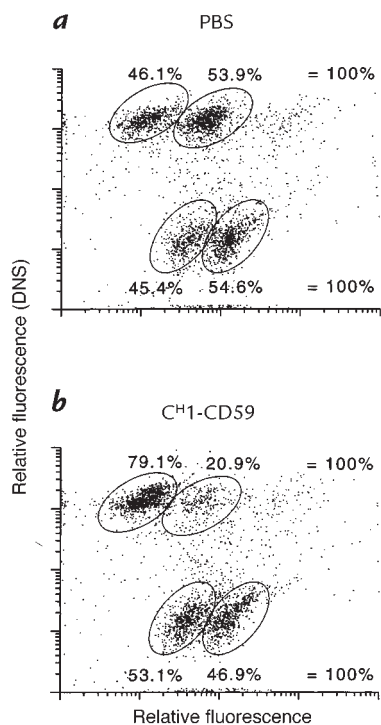 a PBS
46.1% 53.9% = 100%
45.4% 54.6% = 100%
Relative fluorescence (DNS)
b Cᴴ1-CD59
79.1% 20.9% = 100%
53.1% 46.9% = 100%
Relative fluorescence